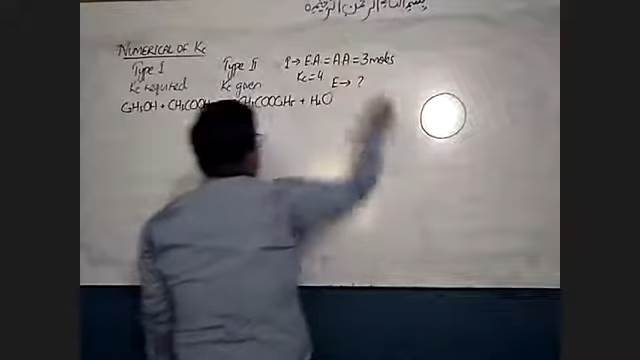 بسم اللہ الرحمن الرحیم
NUMERICAL OF Kc
Type I Type II I → EA = AA = 3 moles
Kc required Kc given Kc = 4 E → ?
C₂H₅OH + CH₃COOH CH₃COOC₂H₅ + H₂O